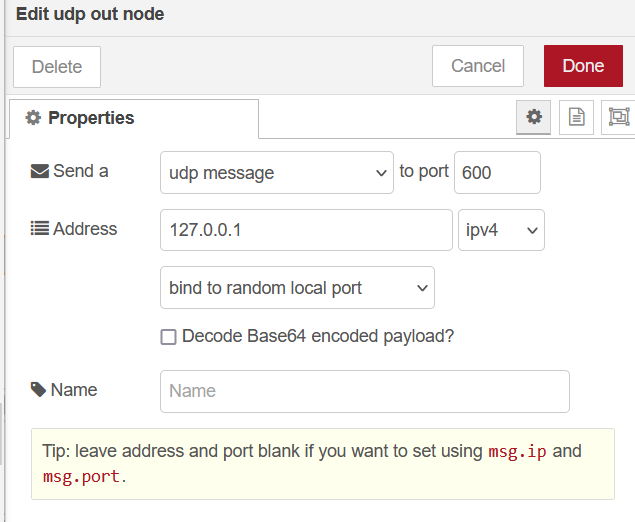 Edit udp out node
Delete
Cancel
Done
Properties
Send a
udp message
to port
600
Address
127.0.0.1
ipv4
bind to random local port
Decode Base64 encoded payload?
Name
Name
Tip: leave address and port blank if you want to set using msg.ip and
msg.port.